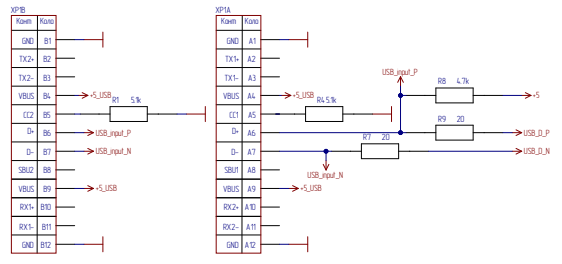 XP1B
Конт Кола
GND B1
TX2+ B2
TX2- B3
VBUS B4 +5_USB
CC2 B5 R1 5.1k
D+ B6 USB_input_P
D- B7 USB_input_N
SBU2 B8
VBUS B9 +5_USB
RX1+ B10
RX1- B11
GND B12
XP1A
Конт Кола
GND A1
TX1+ A2
TX1- A3
VBUS A4 +5_USB
CC1 A5 R4 5.1k
D+ A6
D- A7
SBU1 A8
VBUS A9 +5_USB
RX2+ A10
RX2- A11
GND A12
USB_input_P
R8 4.7k +5
R9 20 USB_D_P
R7 20 USB_D_N
USB_input_N